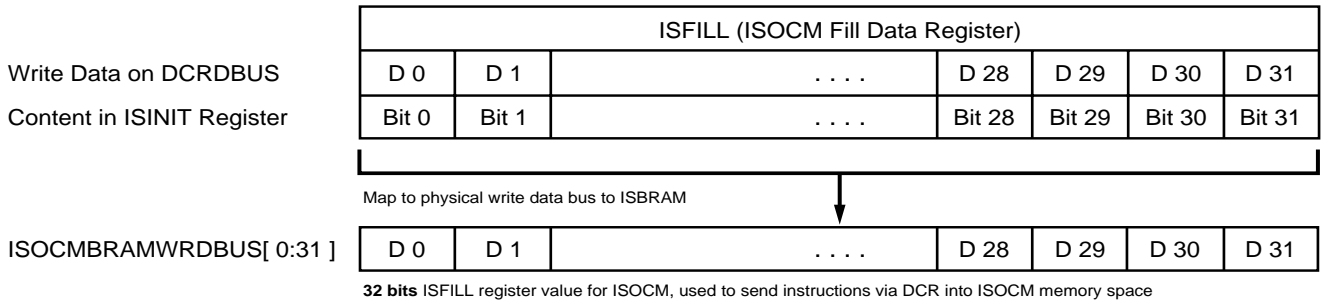 ISFILL (ISOCM Fill Data Register)
Write Data on DCRDBUS D 0 D 1 . . . . D 28 D 29 D 30 D 31
Content in ISINIT Register Bit 0 Bit 1 . . . . Bit 28 Bit 29 Bit 30 Bit 31
Map to physical write data bus to ISBRAM
ISOCMBRAMWRDBUS[ 0:31 ] D 0 D 1 . . . . D 28 D 29 D 30 D 31
32 bits ISFILL register value for ISOCM, used to send instructions via DCR into ISOCM memory space